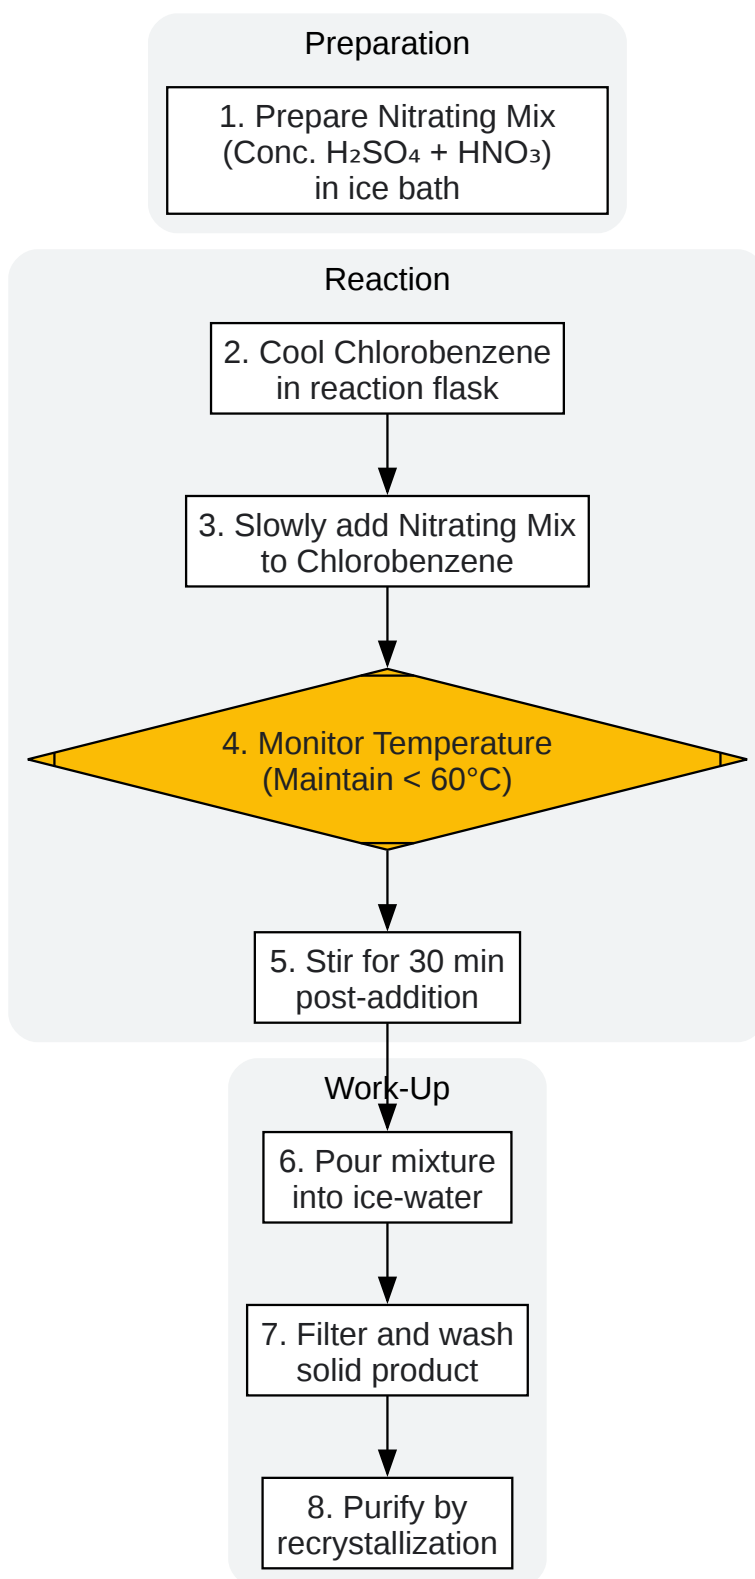 Preparation
1. Prepare Nitrating Mix
(Conc. H₂SO₄ + HNO₃)
in ice bath
Reaction
2. Cool Chlorobenzene
in reaction flask
3. Slowly add Nitrating Mix
to Chlorobenzene
4. Monitor Temperature
(Maintain < 60°C)
5. Stir for 30 min
post-addition
Work-Up
6. Pour mixture
into ice-water
7. Filter and wash
solid product
8. Purify by
recrystallization